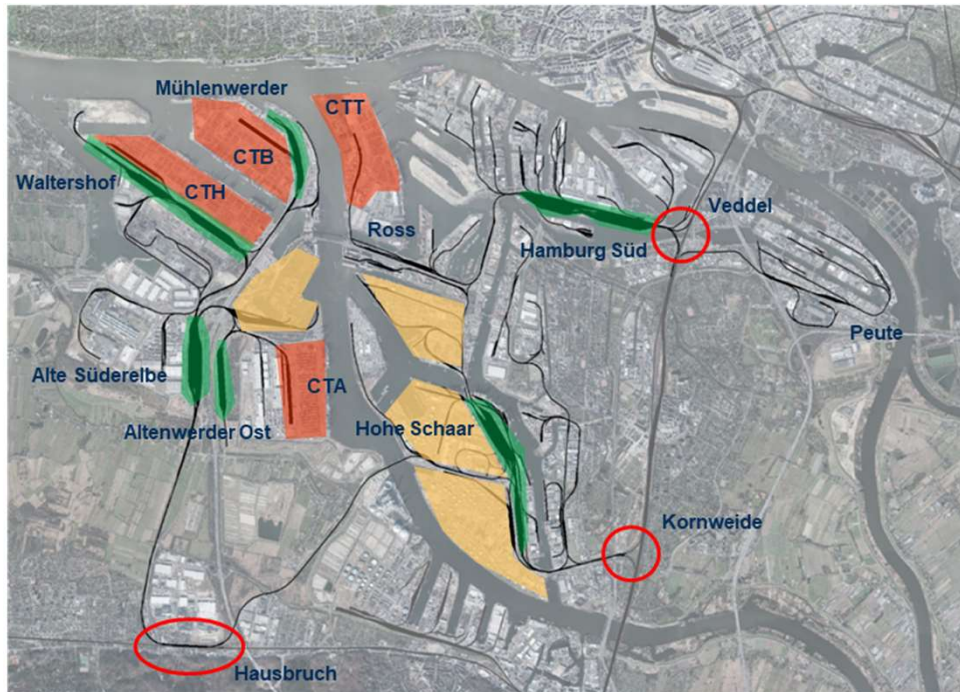 Mühlenwerder
CTT
CTB
Waltershof
CTH
Veddel
Ross
Hamburg Süd
Peute
Alte Süderelbe
CTA
Altenwerder Ost
Hohe Schaar
Kornweide
Hausbruch